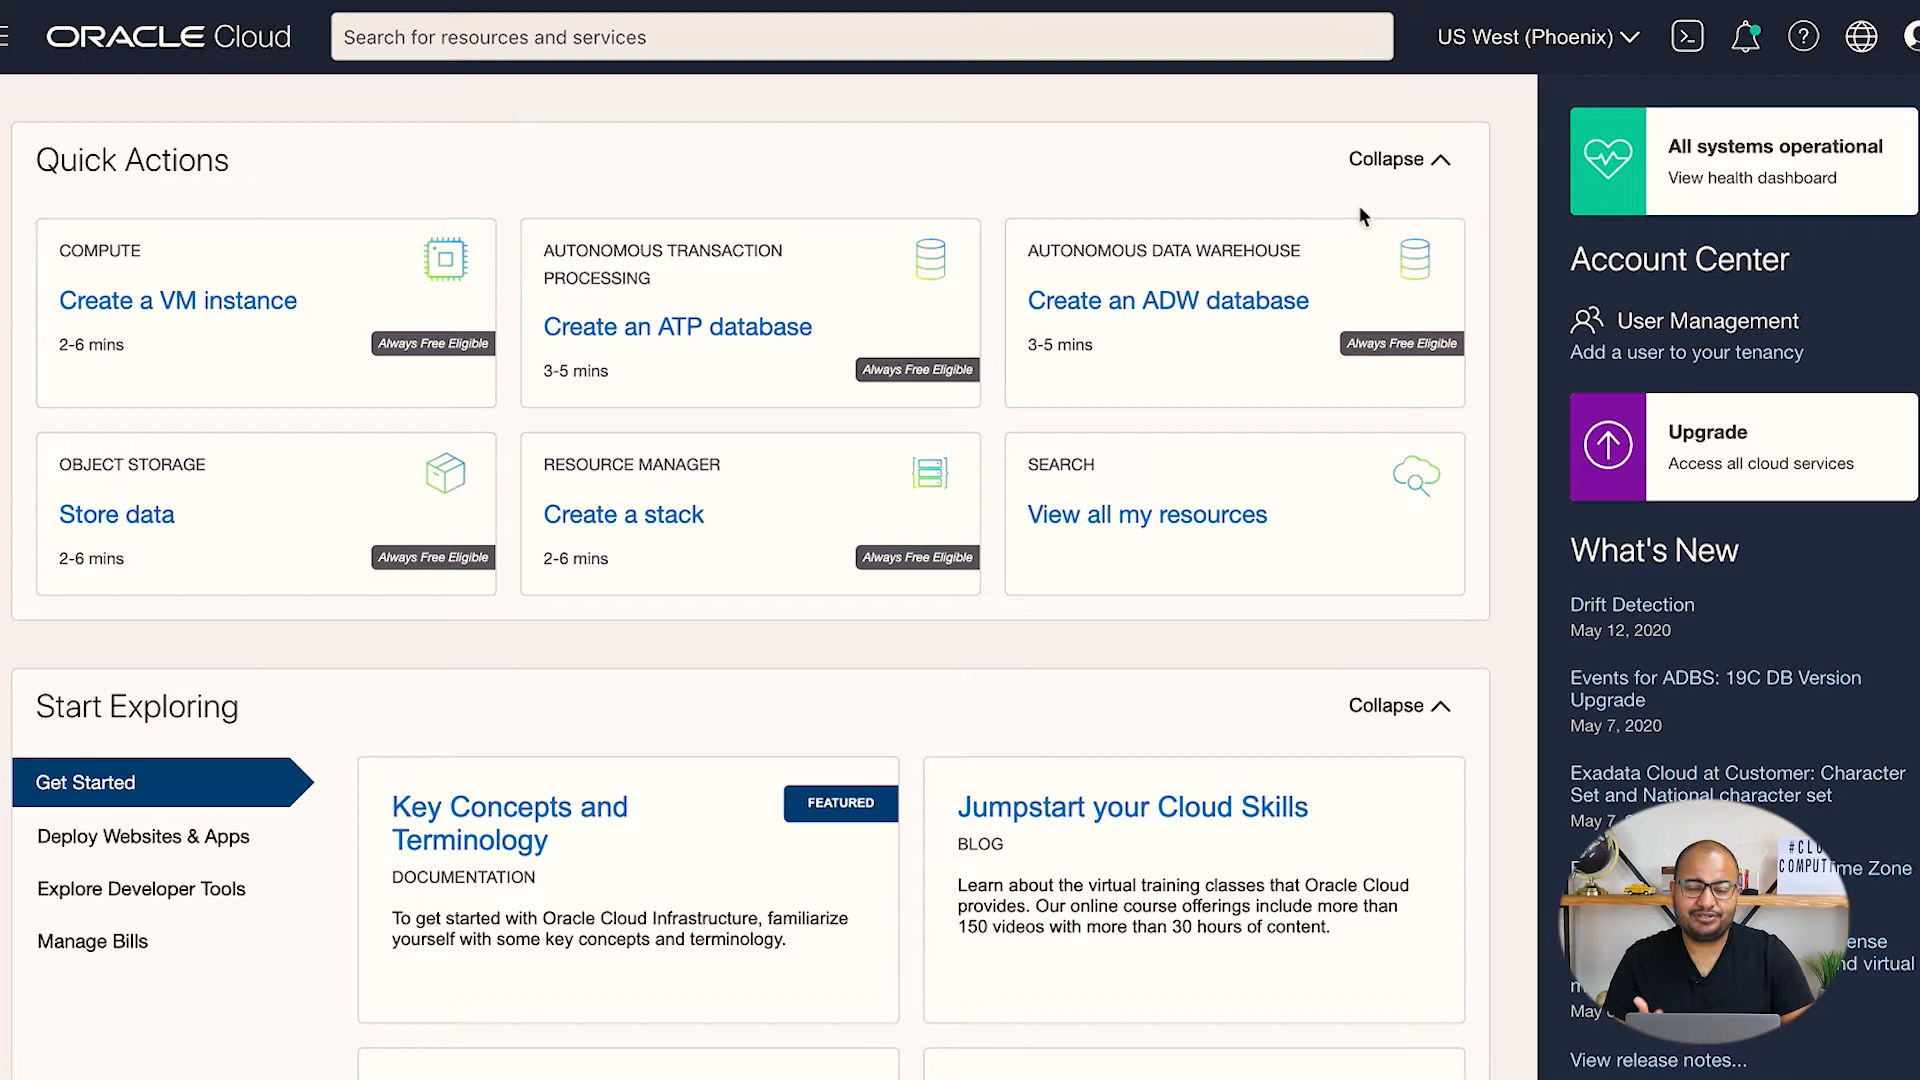 ORACLE Cloud
Search for resources and services
US West (Phoenix)
Quick Actions
Collapse
COMPUTE
Create a VM instance
2-6 mins
Always Free Eligible
AUTONOMOUS TRANSACTION
PROCESSING
Create an ATP database
3-5 mins
Always Free Eligible
AUTONOMOUS DATA WAREHOUSE
Create an ADW database
3-5 mins
Always Free Eligible
OBJECT STORAGE
Store data
2-6 mins
Always Free Eligible
RESOURCE MANAGER
Create a stack
2-6 mins
Always Free Eligible
SEARCH
View all my resources
Start Exploring
Collapse
Get Started
Deploy Websites & Apps
Explore Developer Tools
Manage Bills
Key Concepts and
Terminology
FEATURED
DOCUMENTATION
To get started with Oracle Cloud Infrastructure, familiarize
yourself with some key concepts and terminology.
Jumpstart your Cloud Skills
BLOG
Learn about the virtual training classes that Oracle Cloud
provides. Our online course offerings include more than
150 videos with more than 30 hours of content.
All systems operational
View health dashboard
Account Center
User Management
Add a user to your tenancy
Upgrade
Access all cloud services
What's New
Drift Detection
May 12, 2020
Events for ADBS: 19C DB Version
Upgrade
May 7, 2020
Exadata Cloud at Customer: Character
Set and National character set
May 7,
Zone
virtual
May
View release notes...